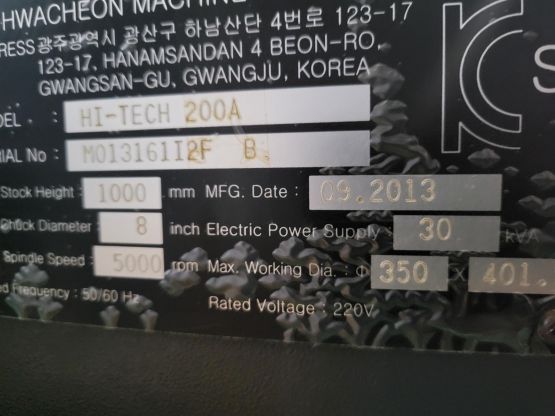 HWACHEON MACHINE
RESS 광주광역시 광산구 하남산단 4번로 123-17
123-17, HANAMSANDAN 4 BEON-RO,
GWANGSAN-GU, GWANGJU, KOREA
DEL : HI-TECH 200A
RIAL No : M013161I2F B
Stock Height : 1000 mm MFG. Date : 09.2013
Chuck Diameter : 8 inch Electric Power Supply : 30 kVA
Spindle Speed : 5000 rpm Max. Working Dia. : Φ 350 X 401.
ed Frequency : 50/60 Hz Rated Voltage : 220V
KC S